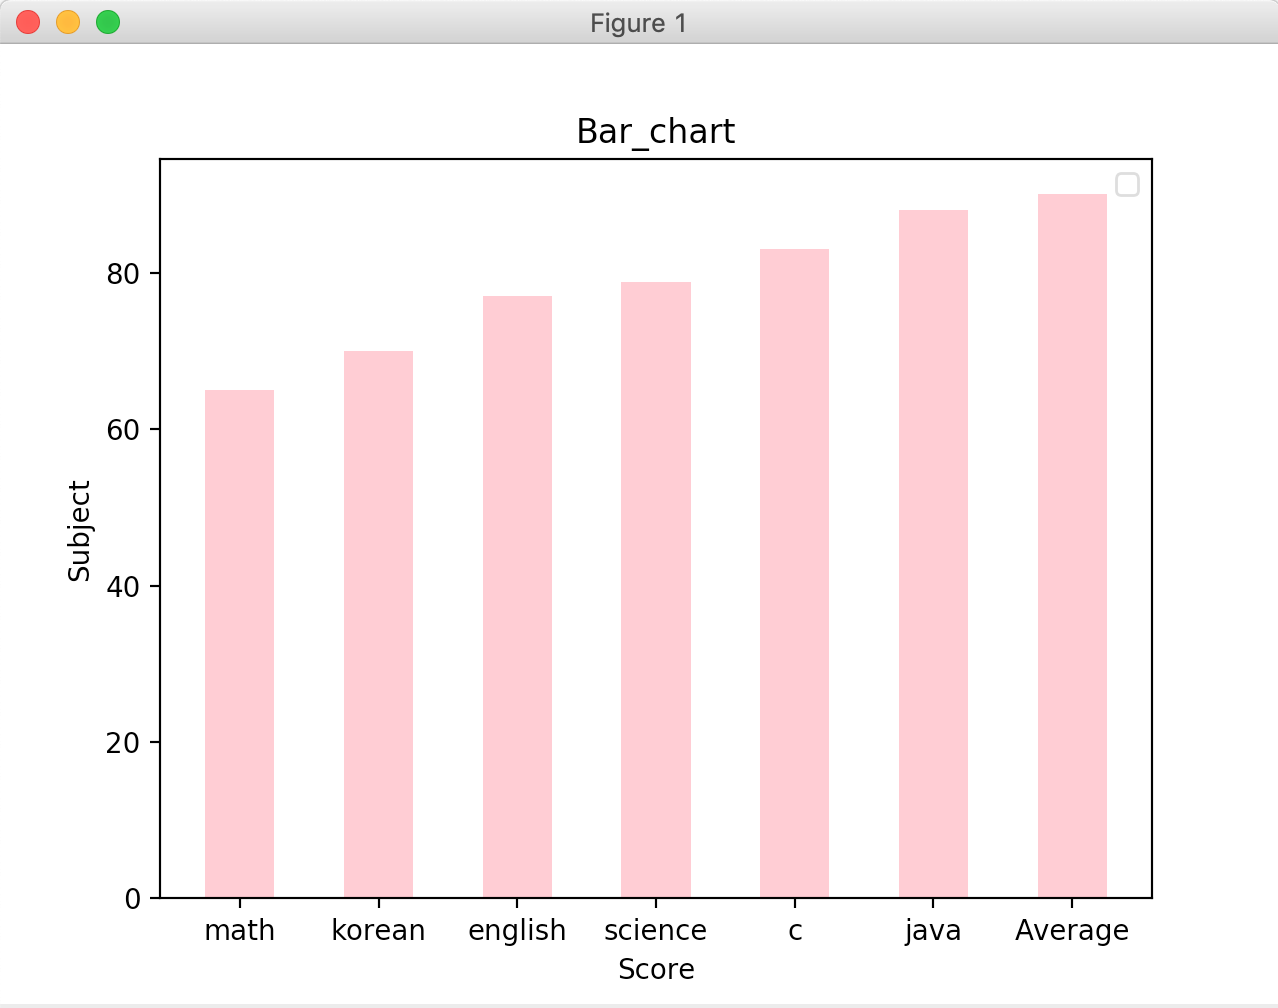 Figure 1
Bar_chart
80
60
40
20
0
Subject
math korean english science c java Average
Score